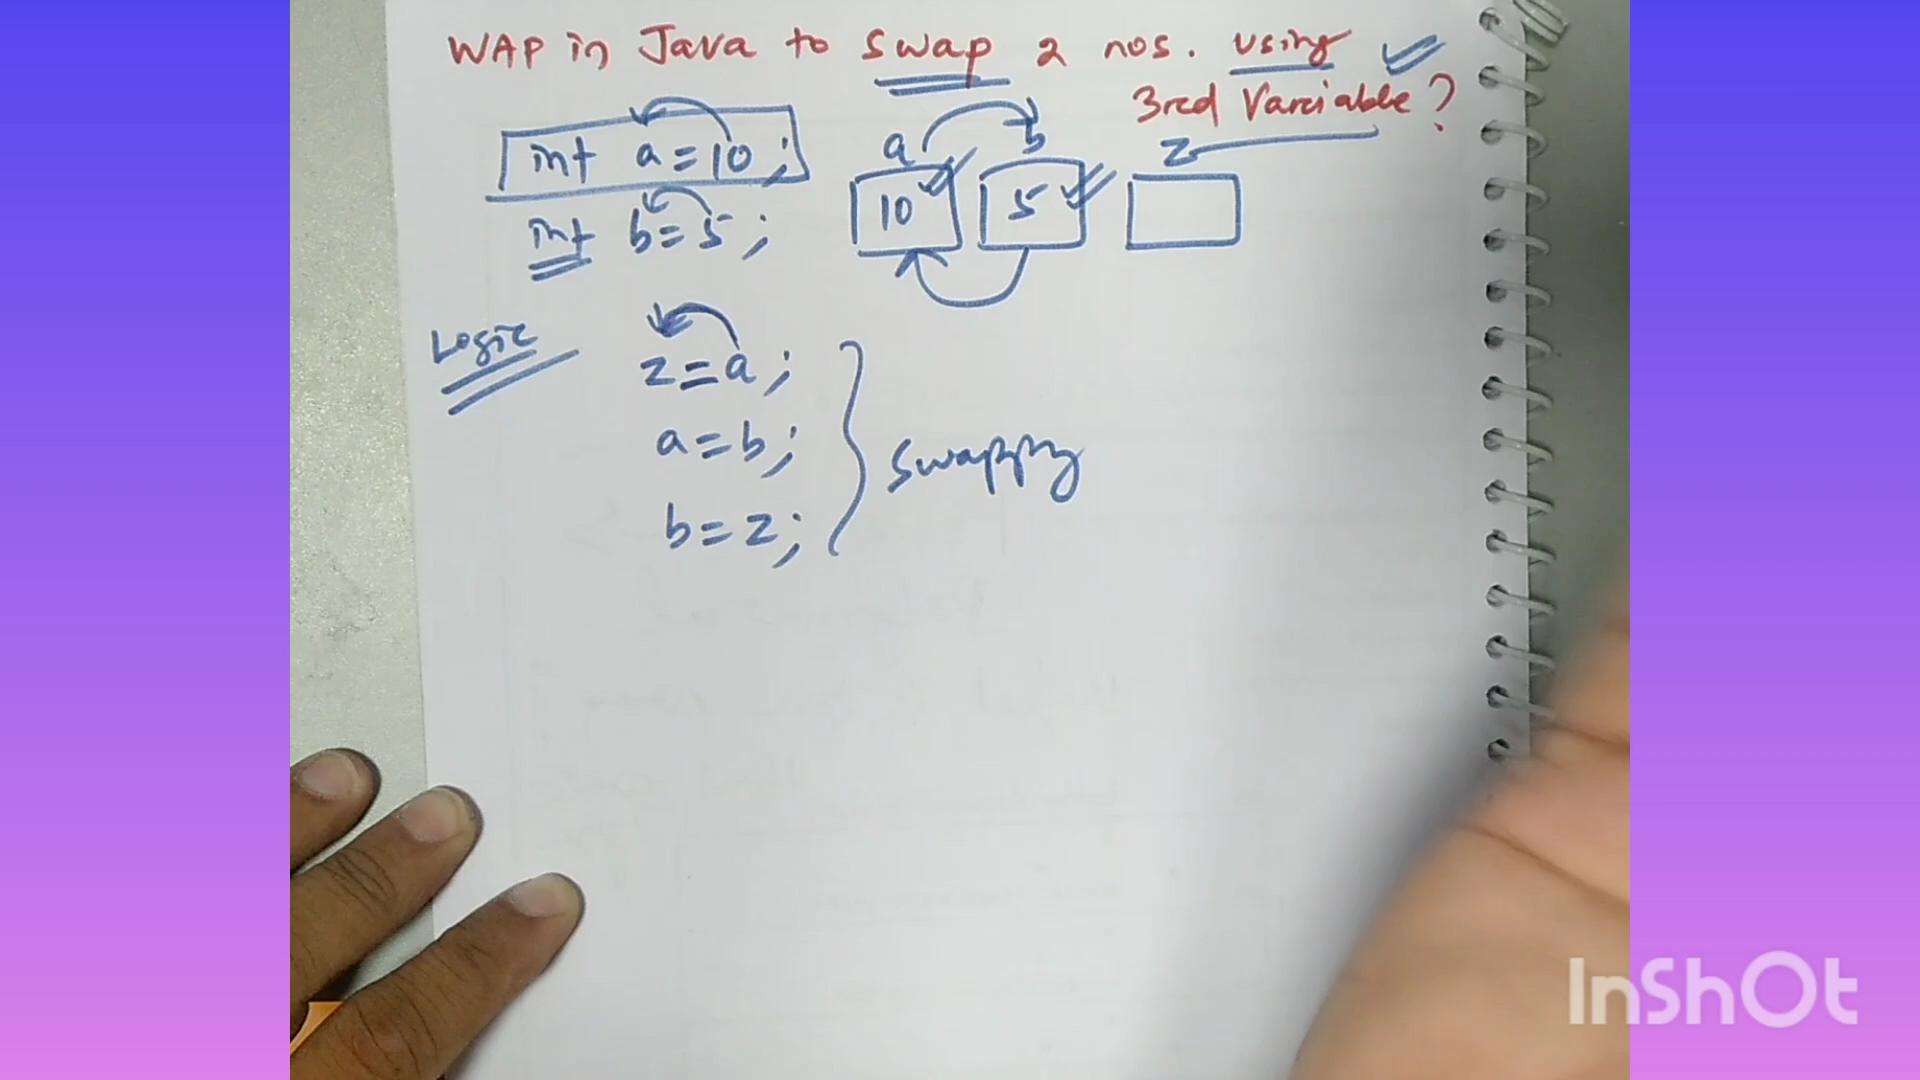 WAP in Java to swap 2 nos. using
3rd Variable?
int a=10;
a b z
10 5
int b=5;
Logic
z=a;
a=b;
swapping
b=z;
InShOt